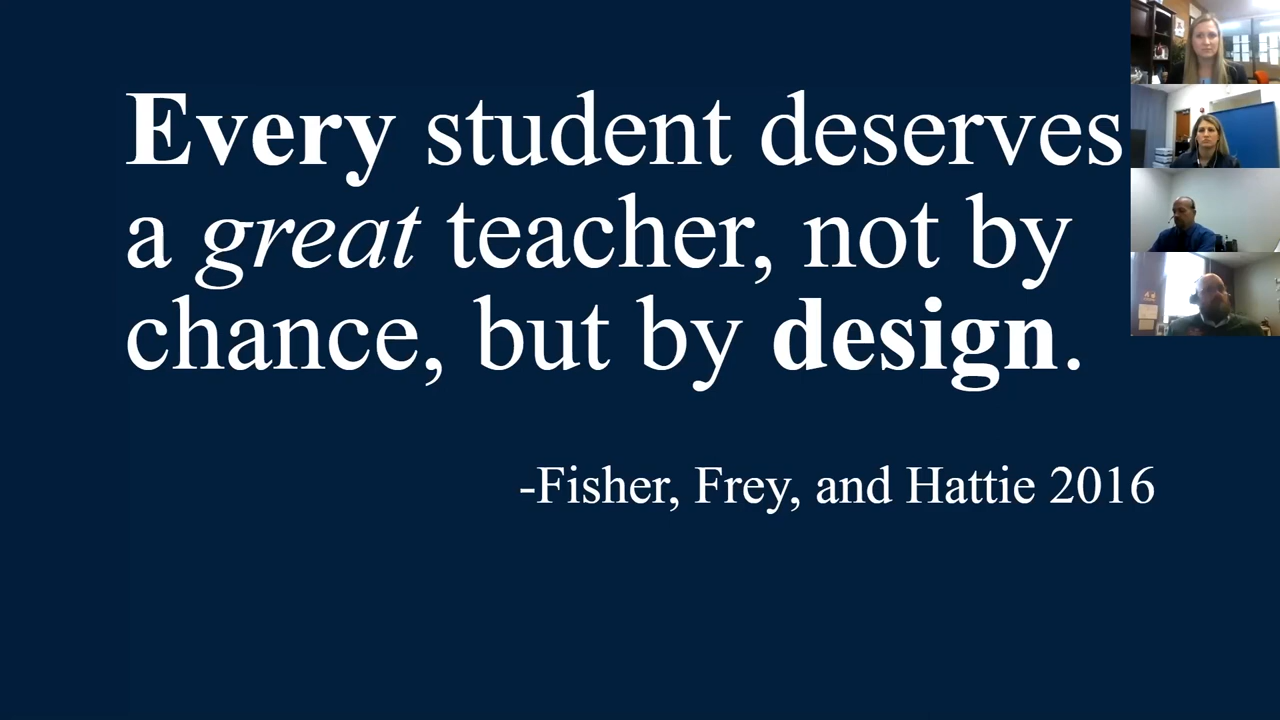 Every student deserves
a great teacher, not by
chance, but by design.
-Fisher, Frey, and Hattie 2016